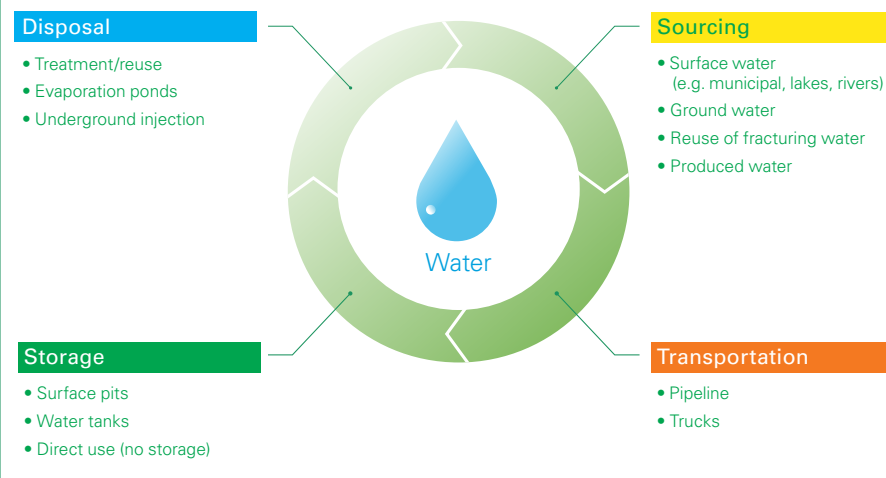 Disposal
• Treatment/reuse
• Evaporation ponds
• Underground injection
Sourcing
• Surface water
(e.g. municipal, lakes, rivers)
• Ground water
• Reuse of fracturing water
• Produced water
Water
Storage
• Surface pits
• Water tanks
• Direct use (no storage)
Transportation
• Pipeline
• Trucks